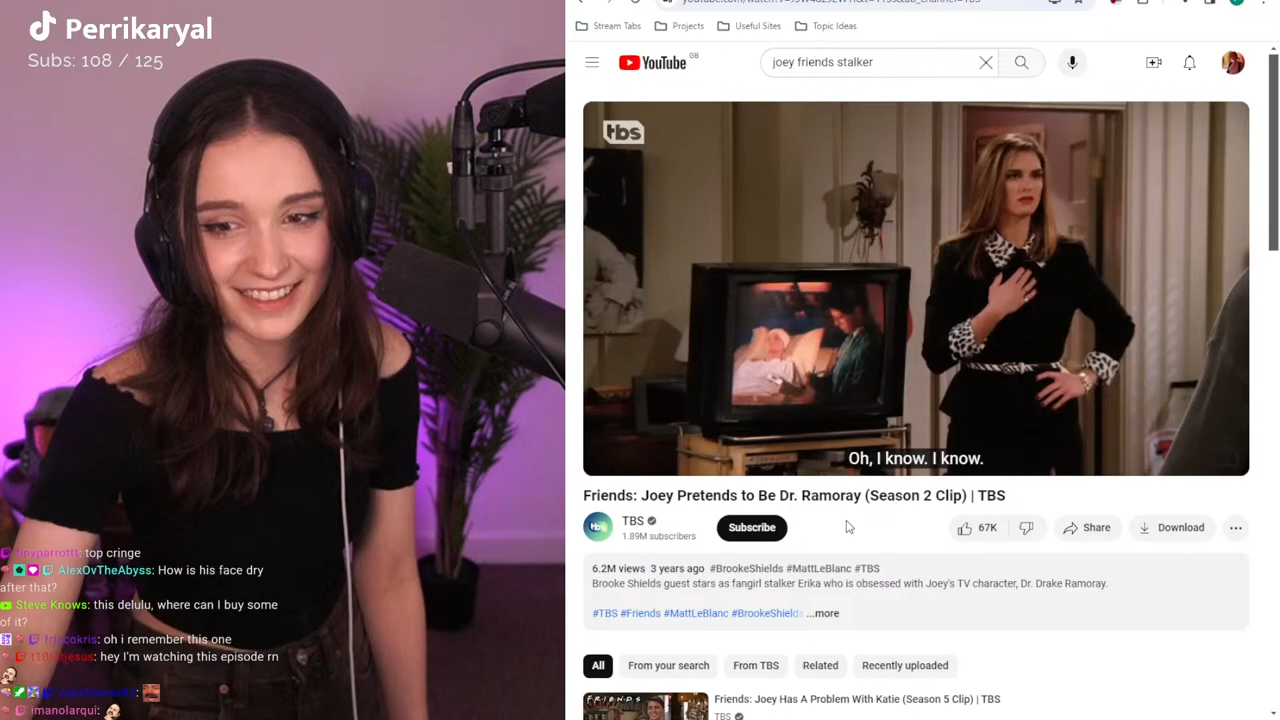 Perrikaryal
Subs: 108 / 125
tinyparrottt: top cringe
AlexOvTheAbyss: How is his face dry
after that?
Steve Knows: this delulu, where can I buy some
of it?
friscokris: oh i remember this one
hey I'm watching this episode rn
imanolarqui:
Stream Tabs
Projects
Useful Sites
Topic Ideas
YouTube GB
joey friends stalker
tbs
Oh, I know. I know.
Friends: Joey Pretends to Be Dr. Ramoray (Season 2 Clip) | TBS
tbs
TBS
1.89M subscribers
Subscribe
67K
Share
Download
6.2M views 3 years ago #BrookeShields #MattLeBlanc #TBS
Brooke Shields guest stars as fangirl stalker Erika who is obsessed with Joey's TV character, Dr. Drake Ramoray.
#TBS #Friends #MattLeBlanc #BrookeShields ...more
All
From your search
From TBS
Related
Recently uploaded
FRIENDS
Friends: Joey Has A Problem With Katie (Season 5 Clip) | TBS
TBS